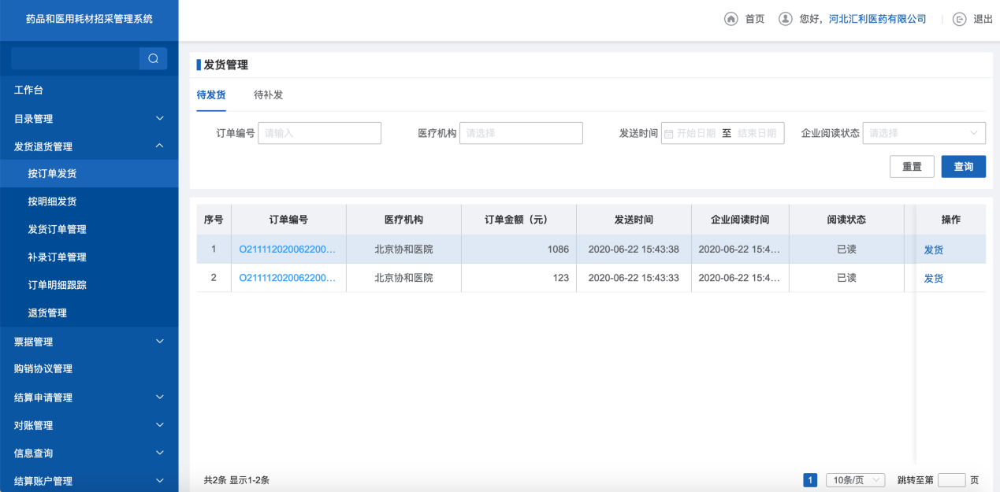 药品和医用耗材招采管理系统
首页 您好，河北汇利医药有限公司 退出
工作台
目录管理
发货退货管理
按订单发货
按明细发货
发货订单管理
补录订单管理
订单明细跟踪
退货管理
票据管理
购销协议管理
结算申请管理
对账管理
信息查询
结算账户管理
发货管理
待发货 待补发
订单编号 请输入 医疗机构 请选择 发送时间 开始日期 至 结束日期 企业阅读状态 请选择
重置 查询
序号 订单编号 医疗机构 订单金额（元） 发送时间 企业阅读时间 阅读状态 操作
1 O211112020062200... 北京协和医院 1086 2020-06-22 15:43:38 2020-06-22 15:4... 已读 发货
2 O211112020062200... 北京协和医院 123 2020-06-22 15:43:33 2020-06-22 15:4... 已读 发货
共2条 显示1-2条 1 10条/页 跳转至第 页